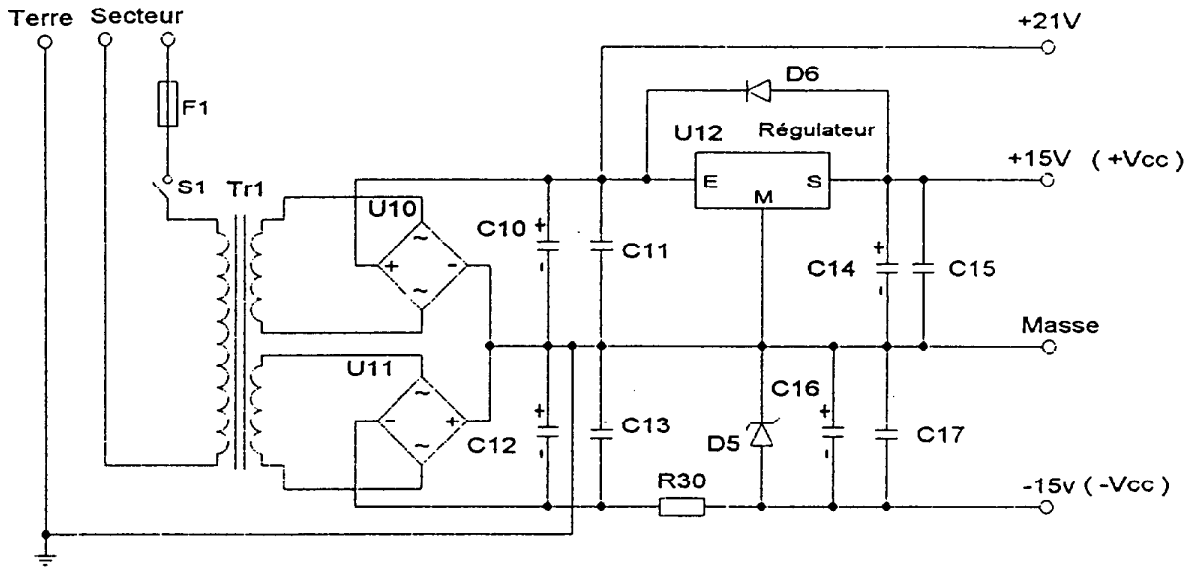 Terre Secteur
+21V
D6
F1
U12 Régulateur
+15V (+Vcc)
S1 Tr1
E
S
M
U10
~
C10 +
-
C11
+
-
~
C14
+
-
C15
Masse
U11
~
C16
+
-
-
+
C12
+
-
C13
D5
C17
~
R30
-15v (-Vcc)